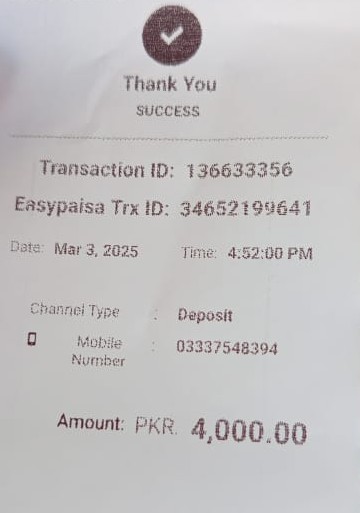 Thank You
SUCCESS
Transaction ID: 136633356
Easypaisa Trx ID: 34652199641
Date: Mar 3, 2025 Time: 4:52:00 PM
Channel Type : Deposit
Mobile Number : 03337548394
Amount: PKR. 4,000.00